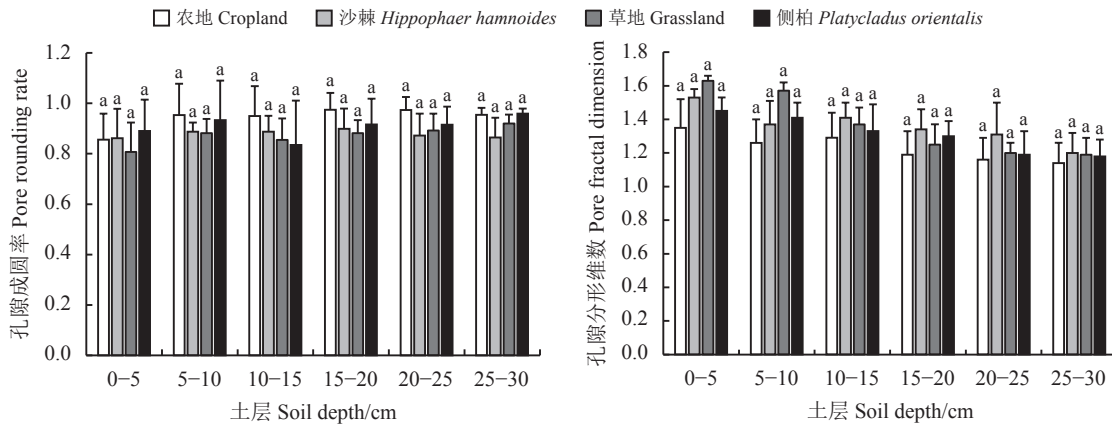 农地 Cropland 沙棘 Hippophaer hamnoides 草地 Grassland 侧柏 Platycladus orientalis
孔隙成圆率 Pore rounding rate
1.2
1.0
0.8
0.6
0.4
0.2
0.0
a a a a a a a a a a a a a a a a a a a a a a a a
0−5 5−10 10−15 15−20 20−25 25−30
土层 Soil depth/cm
孔隙分形维数 Pore fractal dimension
1.8
1.6
1.4
1.2
1.0
0.8
0.6
0.4
0.2
0.0
a a a a a a a a a a a a a a a a a a a a a a a a
0−5 5−10 10−15 15−20 20−25 25−30
土层 Soil depth/cm